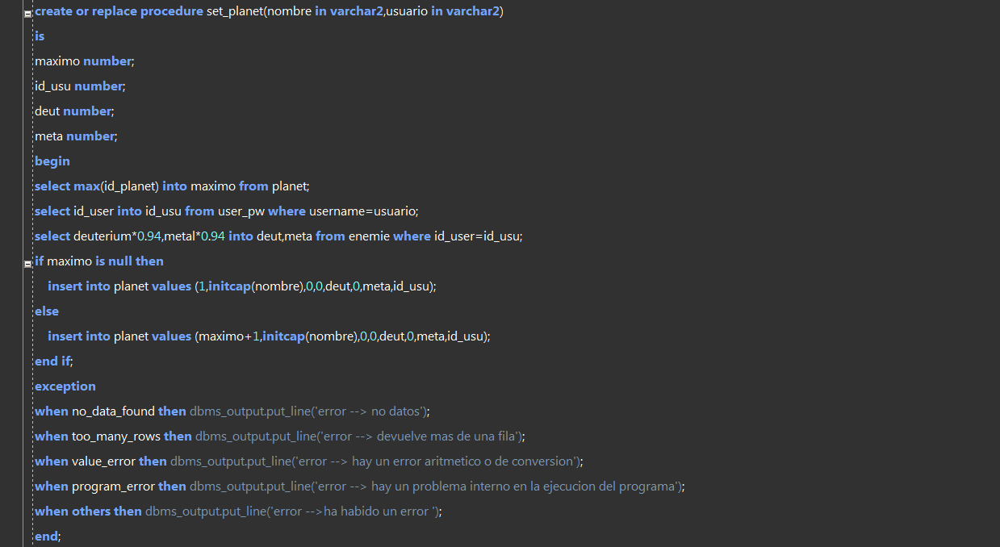 create or replace procedure set_planet(nombre in varchar2,usuario in varchar2)
is
maximo number;
id_usu number;
deut number;
meta number;
begin
select max(id_planet) into maximo from planet;
select id_user into id_usu from user_pw where username=usuario;
select deuterium*0.94,metal*0.94 into deut,meta from enemie where id_user=id_usu;
if maximo is null then
insert into planet values (1,initcap(nombre),0,0,deut,0,meta,id_usu);
else
insert into planet values (maximo+1,initcap(nombre),0,0,deut,0,meta,id_usu);
end if;
exception
when no_data_found then dbms_output.put_line('error --> no datos');
when too_many_rows then dbms_output.put_line('error --> devuelve mas de una fila');
when value_error then dbms_output.put_line('error --> hay un error aritmetico o de conversion');
when program_error then dbms_output.put_line('error --> hay un problema interno en la ejecucion del programa');
when others then dbms_output.put_line('error -->ha habido un error ');
end;